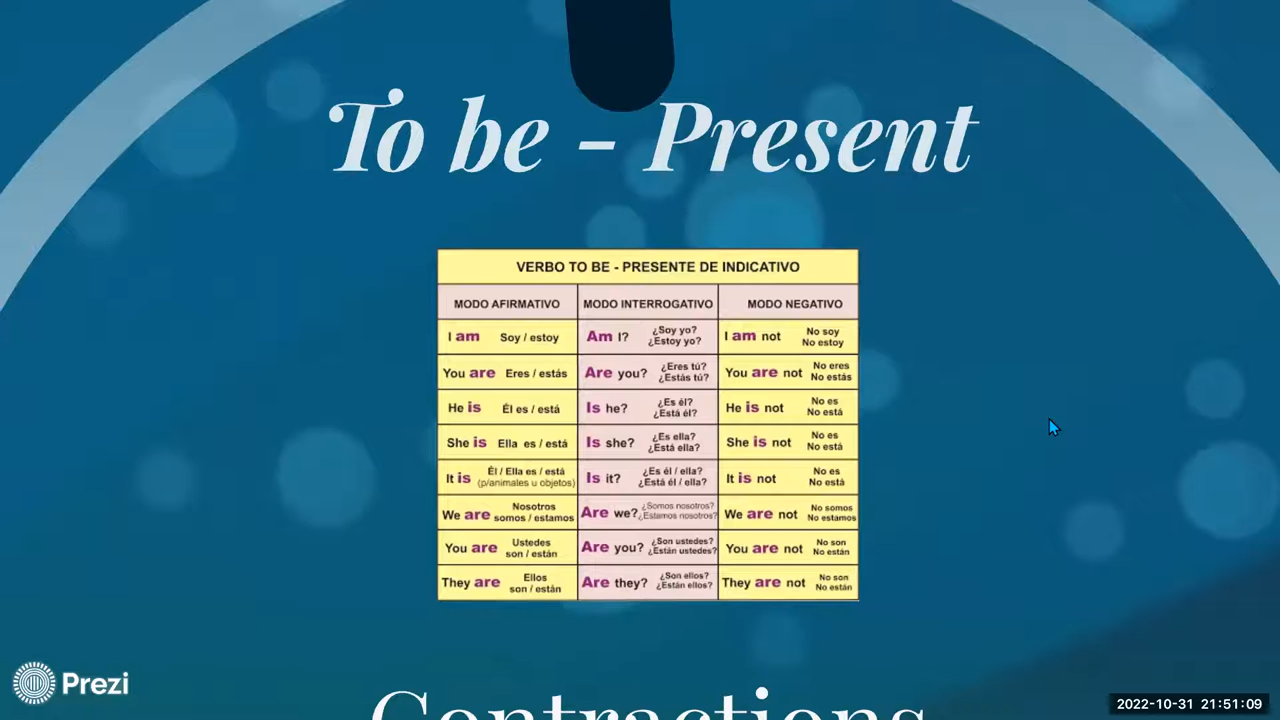 To be - Present
VERBO TO BE - PRESENTE DE INDICATIVO
MODO AFIRMATIVO MODO INTERROGATIVO MODO NEGATIVO
I am Soy / estoy Am I? ¿Soy yo? ¿Estoy yo? I am not No soy No estoy
You are Eres / estás Are you? ¿Eres tú? ¿Estás tú? You are not No eres No estás
He is Él es / está Is he? ¿Es él? ¿Está él? He is not No es No está
She is Ella es / está Is she? ¿Es ella? ¿Está ella? She is not No es No está
It is Él / Ella es / está (p/animales u objetos) Is it? ¿Es él / ella? ¿Está él / ella? It is not No es No está
We are Nosotros somos / estamos Are we? ¿Somos nosotros? ¿Estamos nosotros? We are not No somos No estamos
You are Ustedes son / están Are you? ¿Son ustedes? ¿Están ustedes? You are not No son No están
They are Ellos son / están Are they? ¿Son ellos? ¿Están ellos? They are not No son No están
Contractions
Prezi
2022-10-31 21:51:09